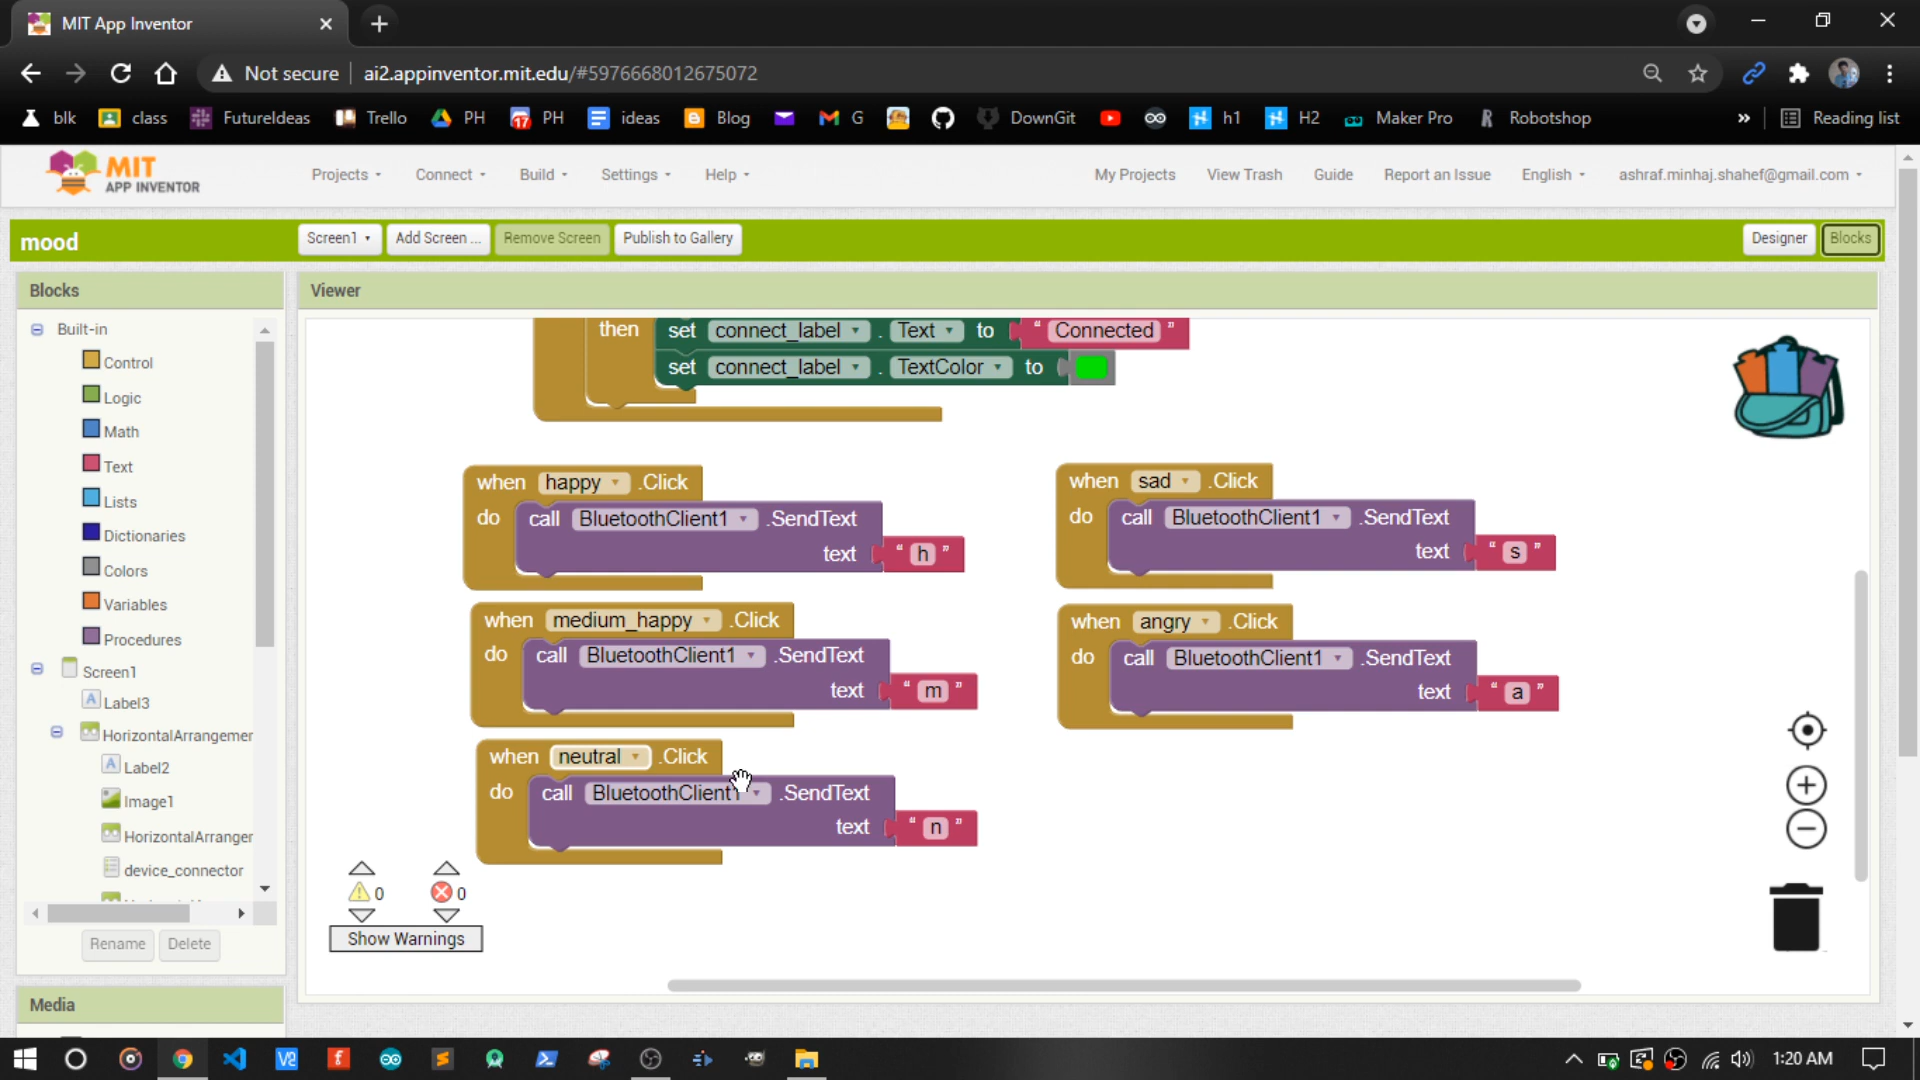 MIT App Inventor
Not secure
ai2.appinventor.mit.edu/#5976668012675072
blk class FutureIdeas Trello PH PH ideas Blog G DownGit h1 H2 Maker Pro Robotshop » Reading list
MIT
APP INVENTOR
Projects Connect Build Settings Help My Projects View Trash Guide Report an Issue English ashraf.minhaj.shahef@gmail.com
mood
Screen1 Add Screen ... Remove Screen Publish to Gallery Designer Blocks
Blocks
Viewer
Built-in
Control
Logic
Math
Text
Lists
Dictionaries
Colors
Variables
Procedures
Screen1
Label3
HorizontalArrangemer
Label2
Image1
HorizontalArranger
device_connector
Rename Delete
Media
then set connect_label . Text to " Connected "
set connect_label . TextColor to
when happy .Click
do call BluetoothClient1 .SendText
text " h "
when medium_happy .Click
do call BluetoothClient1 .SendText
text " m "
when neutral .Click
do call BluetoothClient1 .SendText
text " n "
when sad .Click
do call BluetoothClient1 .SendText
text " s "
when angry .Click
do call BluetoothClient1 .SendText
text " a "
0 0
Show Warnings
1:20 AM